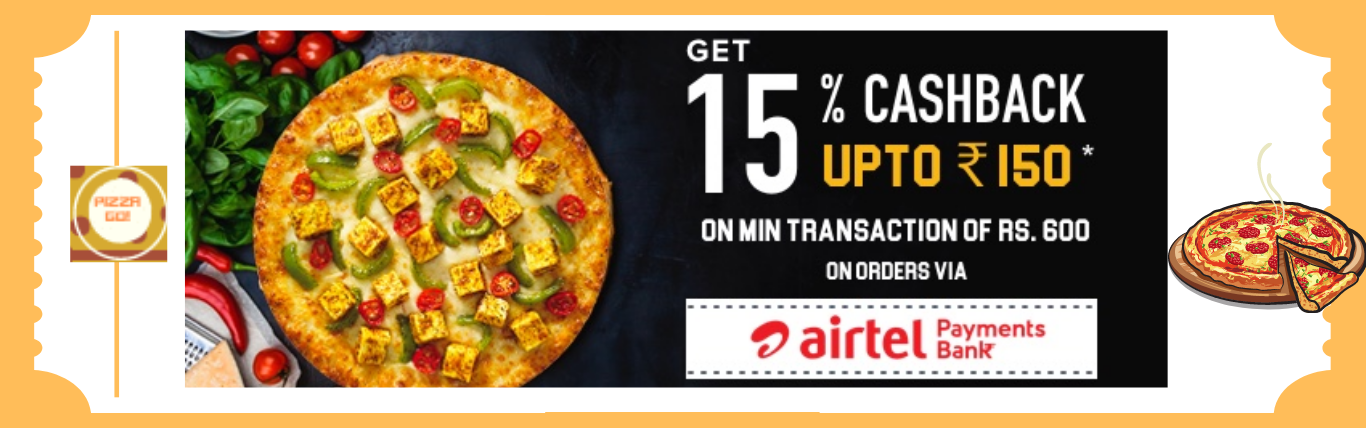 PIZZA
GO!
GET
15 % CASHBACK
UPTO ₹150 *
ON MIN TRANSACTION OF RS. 600
ON ORDERS VIA
airtel Payments
Bank